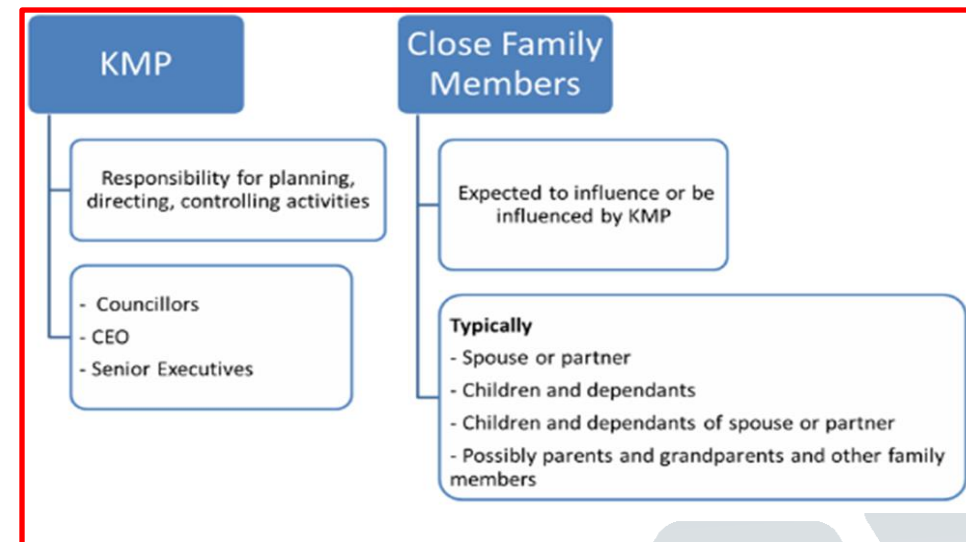 KMP
Responsibility for planning,
directing, controlling activities
- Councillors
- CEO
- Senior Executives
Close Family
Members
Expected to influence or be
influenced by KMP
Typically
- Spouse or partner
- Children and dependants
- Children and dependants of spouse or partner
- Possibly parents and grandparents and other family
members